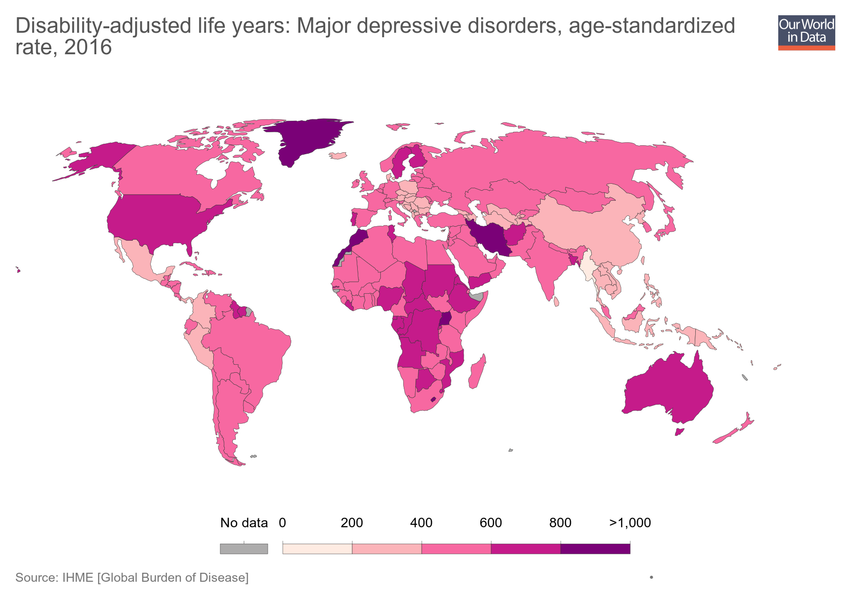 Disability-adjusted life years: Major depressive disorders, age-standardized
rate, 2016
Our World
in Data
No data 0 200 400 600 800 >1,000
Source: IHME [Global Burden of Disease]